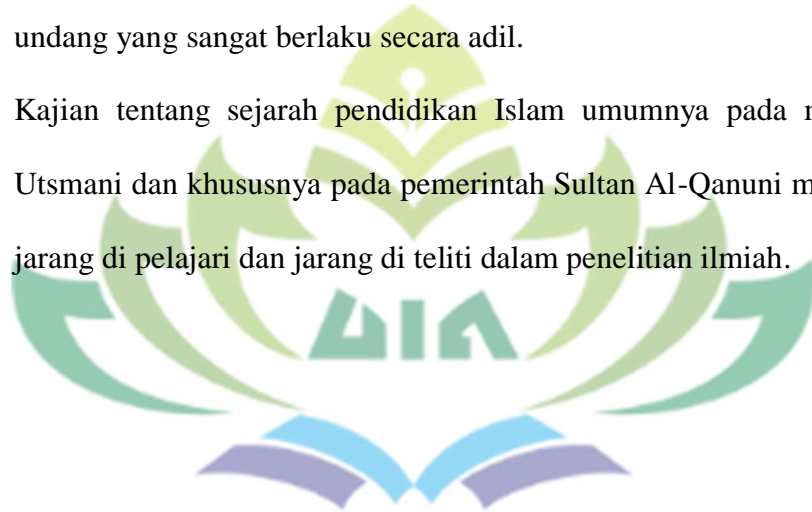 undang yang sangat berlaku secara adil.
Kajian tentang sejarah pendidikan Islam umumnya pada
Utsmani dan khususnya pada pemerintah Sultan Al-Qanuni
jarang di pelajari dan jarang di teliti dalam penelitian ilmiah.
UIN